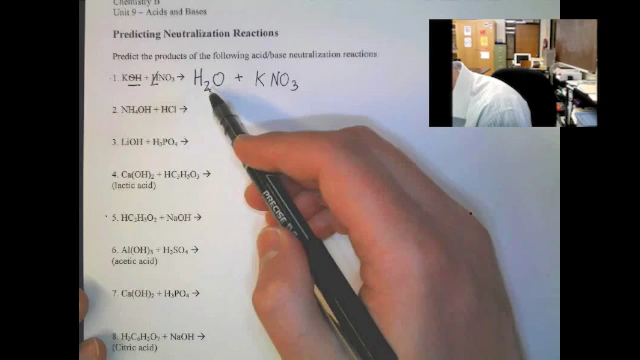 Chemistry B
Unit 9 – Acids and Bases
Predicting Neutralization Reactions
Predict the products of the following acid/base neutralization reactions.
1. KOH + HNO₃ → H₂O + KNO₃
2. NH₄OH + HCl →
3. LiOH + H₃PO₄ →
4. Ca(OH)₂ + HC₃H₅O₃ →
(lactic acid)
5. HC₂H₃O₂ + NaOH →
6. Al(OH)₃ + H₂SO₄ →
(acetic acid)
7. Ca(OH)₂ + H₃PO₄ →
8. H₃C₆H₅O₇ + NaOH →
(Citric acid)
PRECISE